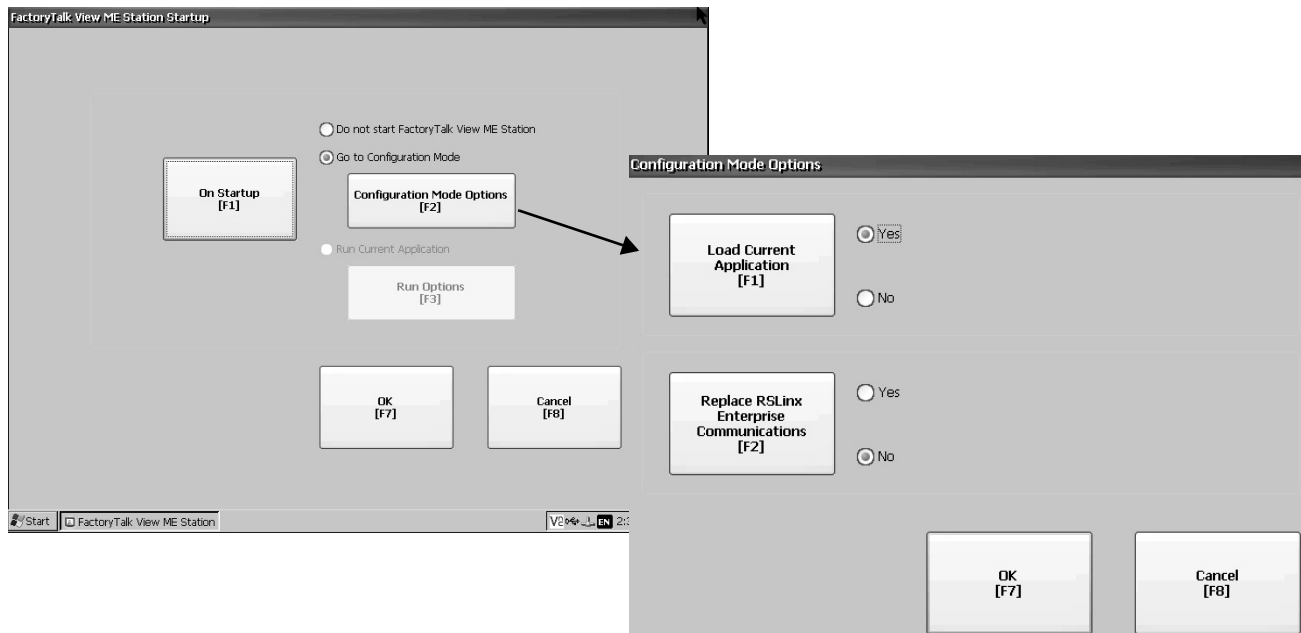 FactoryTalk View ME Station Startup
Do not start FactoryTalk View ME Station
Go to Configuration Mode
On Startup
[F1]
Configuration Mode Options
[F2]
Run Current Application
Run Options
[F3]
OK
[F7]
Cancel
[F8]
Start
FactoryTalk View ME Station
EN
Configuration Mode Options
Load Current
Application
[F1]
Yes
No
Replace RSLinx
Enterprise
Communications
[F2]
Yes
No
OK
[F7]
Cancel
[F8]